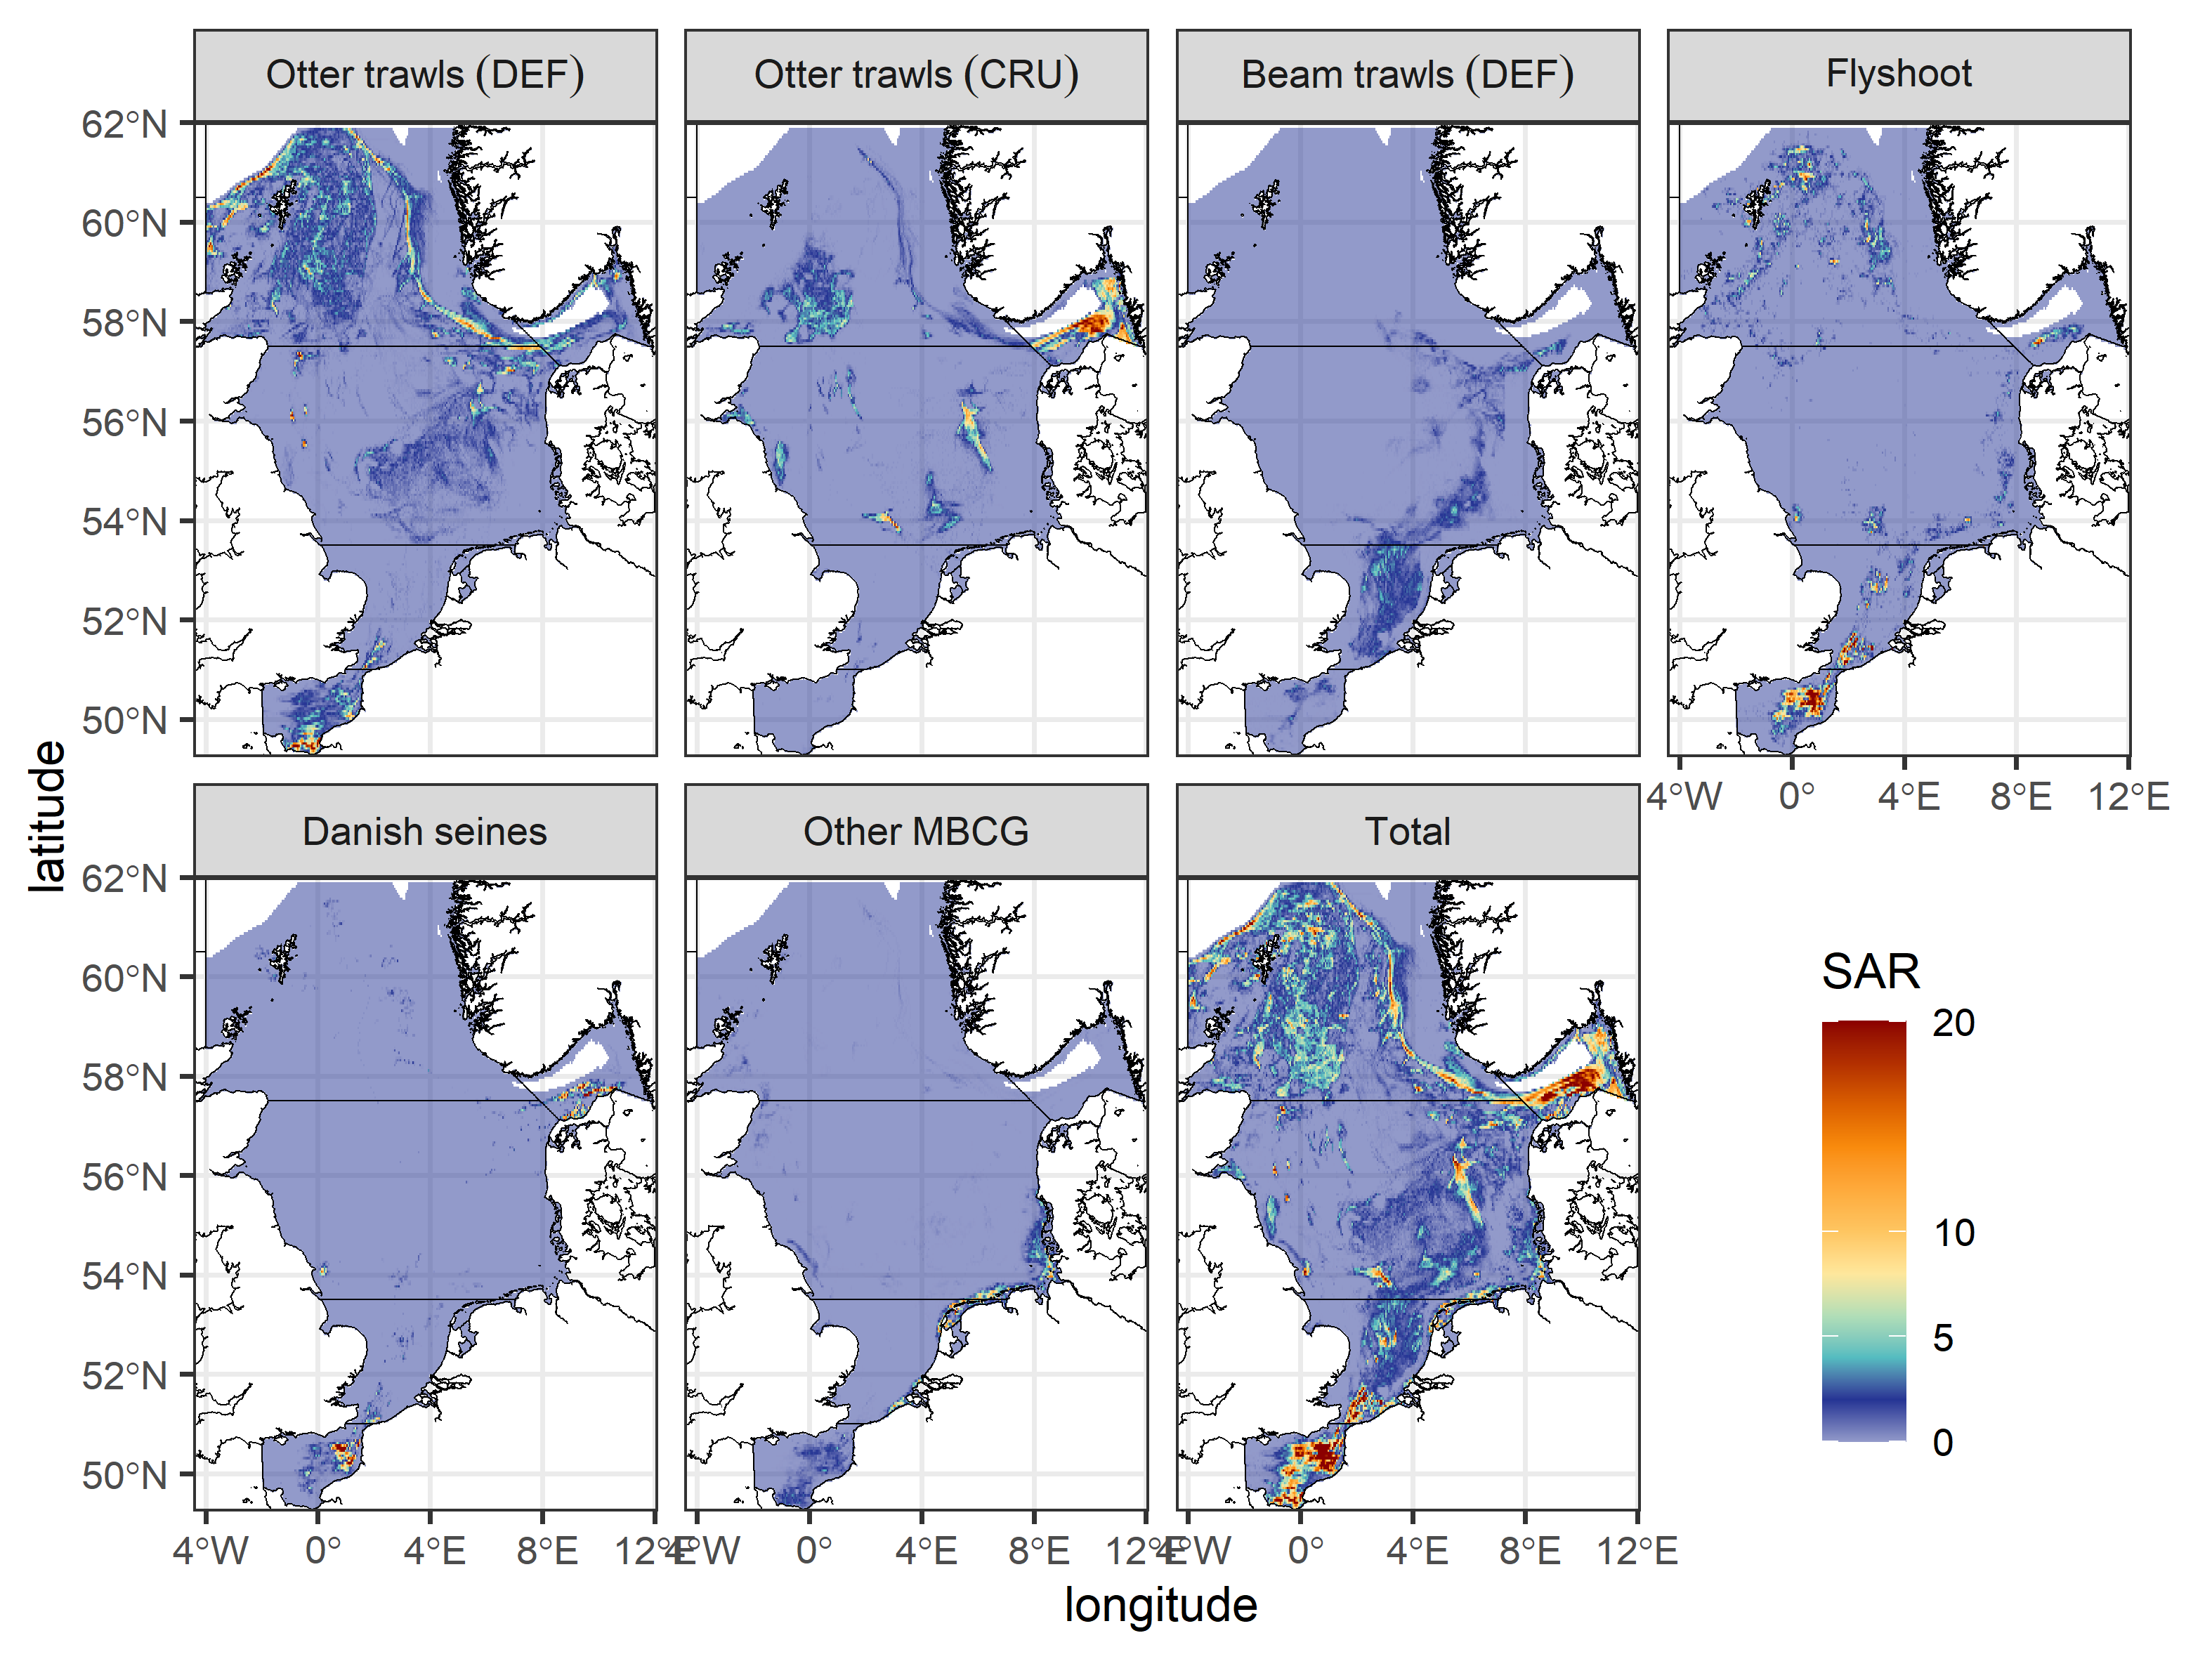 Otter trawls (DEF)
Otter trawls (CRU)
Beam trawls (DEF)
Flyshoot
62°N
60°N
58°N
56°N
54°N
52°N
50°N
4°W 0° 4°E 8°E 12°E
Danish seines
Other MBCG
Total
62°N
60°N
58°N
56°N
54°N
52°N
50°N
4°W 0° 4°E 8°E 12°E
4°W 0° 4°E 8°E 12°E
4°W 0° 4°E 8°E 12°E
latitude
longitude
SAR
20
10
5
0